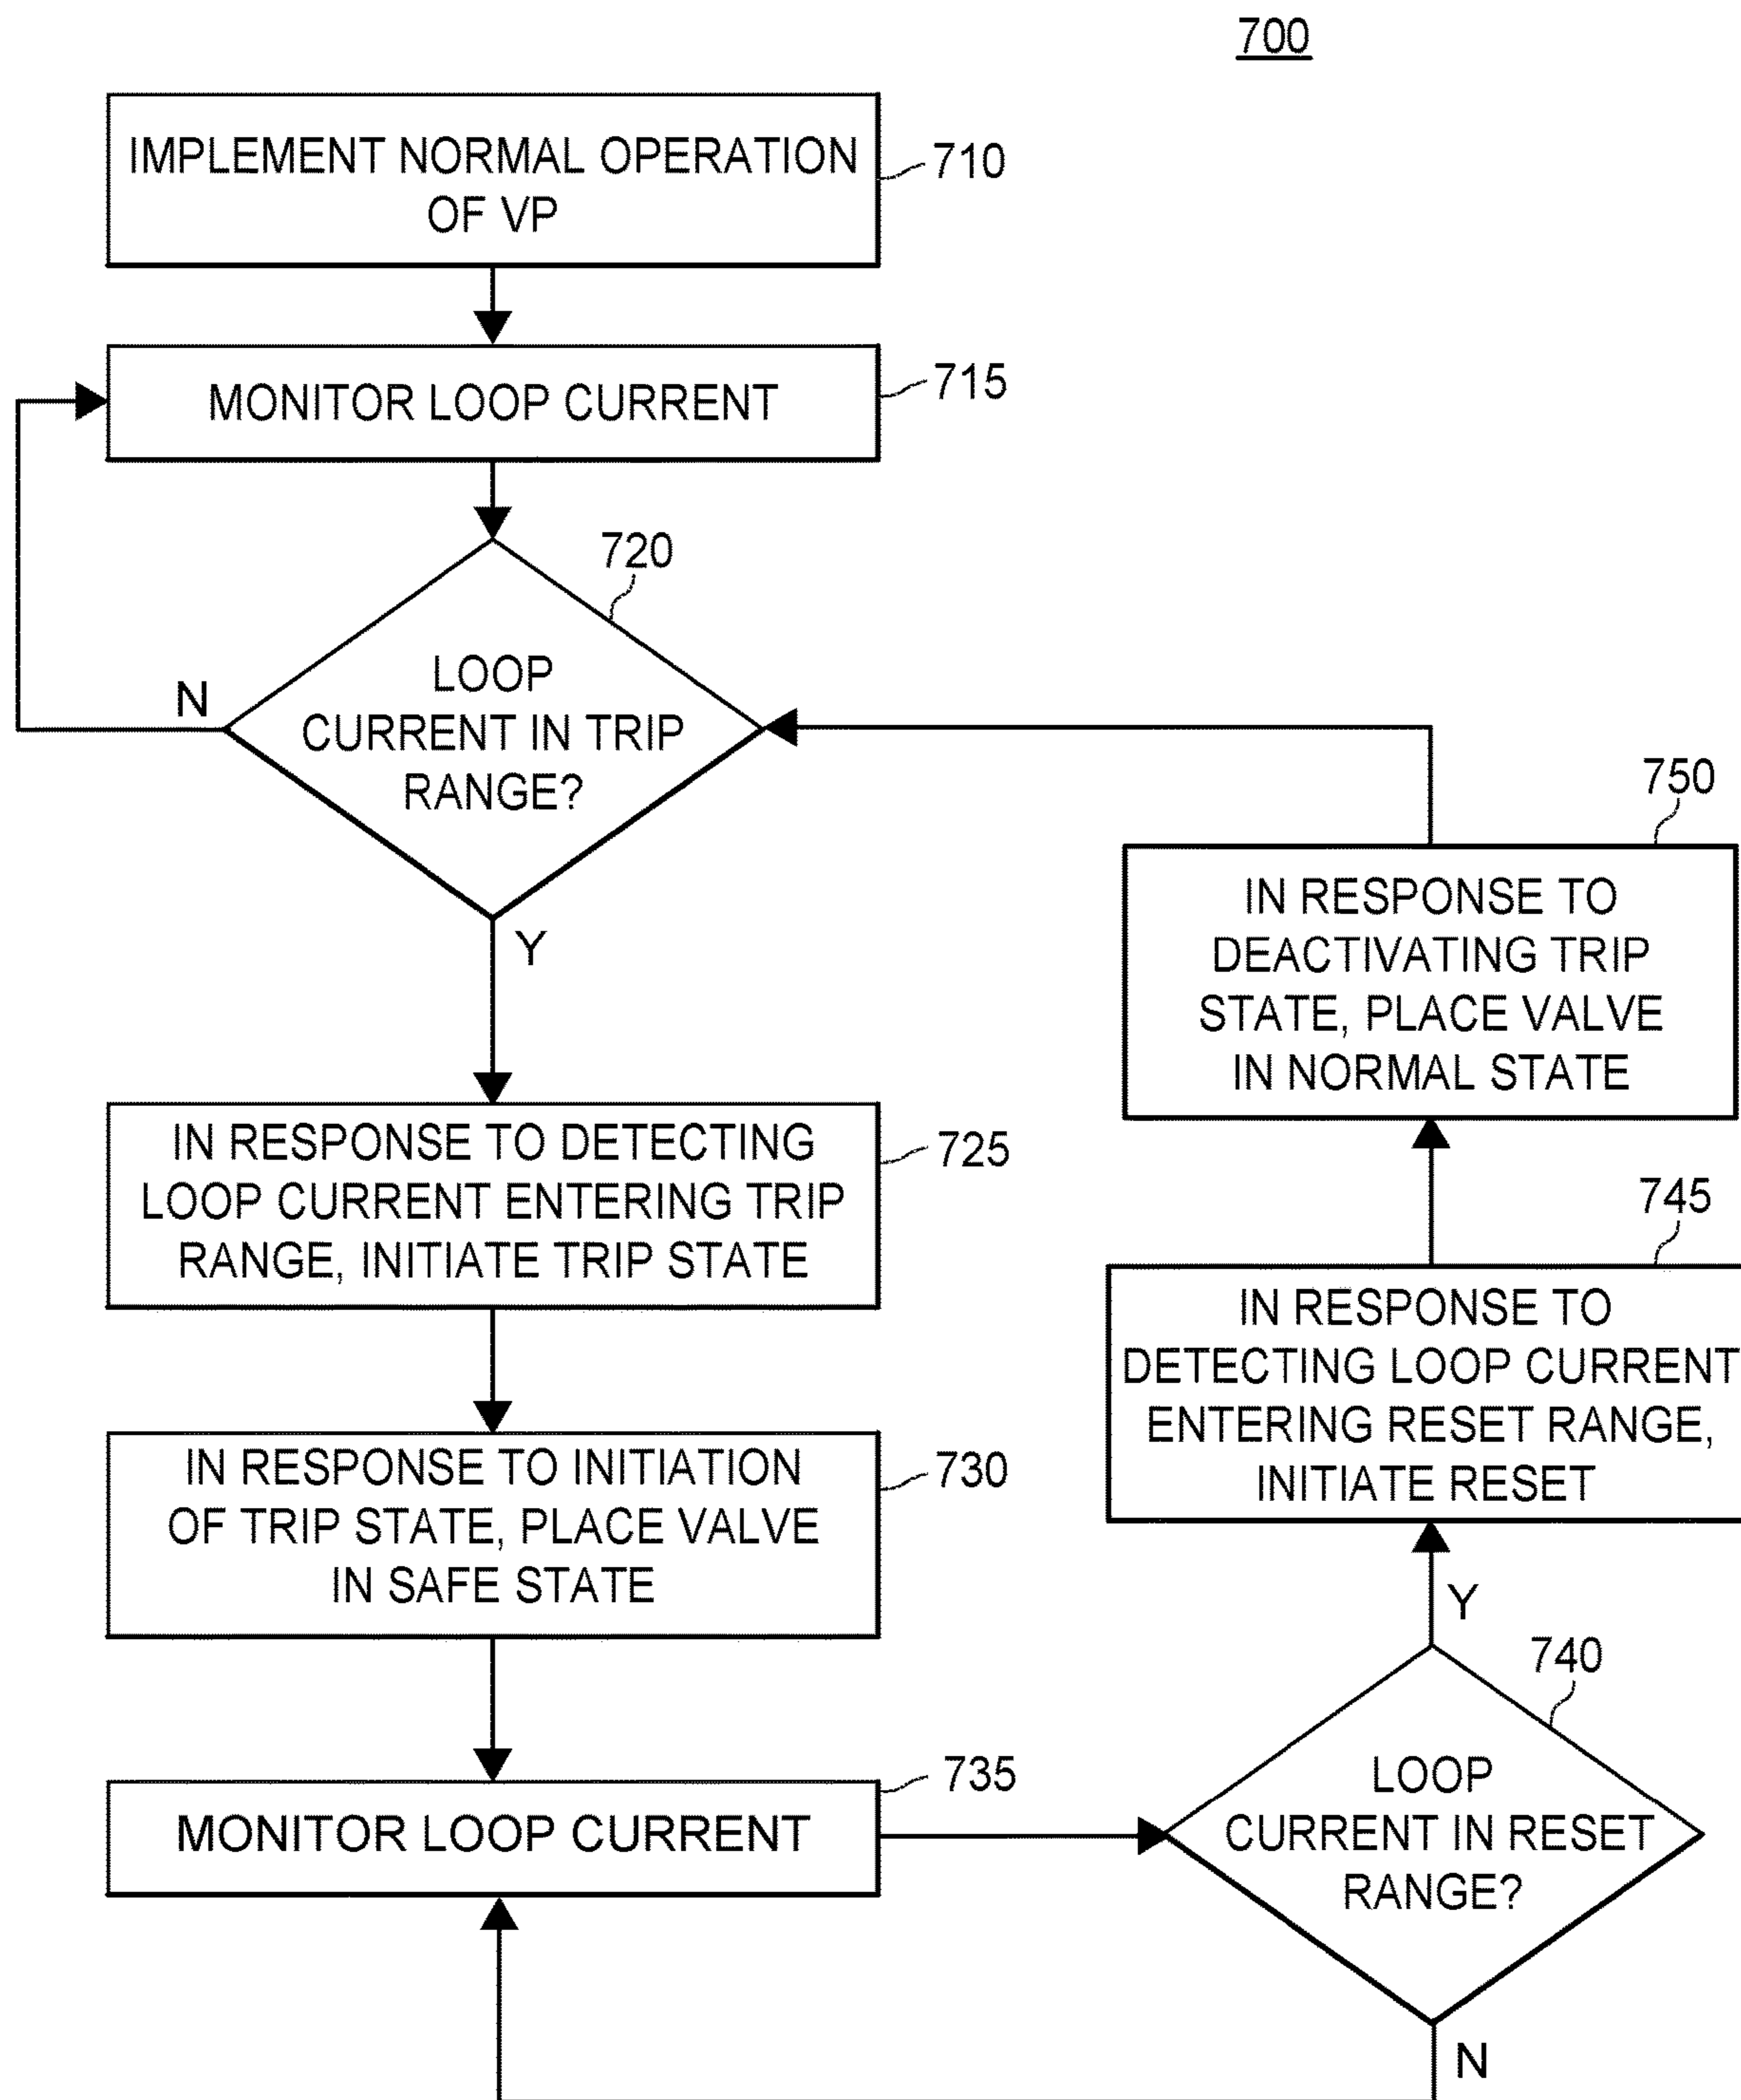 700
IMPLEMENT NORMAL OPERATION
OF VP
710
MONITOR LOOP CURRENT
715
720
LOOP
CURRENT IN TRIP
RANGE?
N
Y
IN RESPONSE TO DETECTING
LOOP CURRENT ENTERING TRIP
RANGE, INITIATE TRIP STATE
725
IN RESPONSE TO INITIATION
OF TRIP STATE, PLACE VALVE
IN SAFE STATE
730
MONITOR LOOP CURRENT
735
740
LOOP
CURRENT IN RESET
RANGE?
Y
N
745
IN RESPONSE TO
DETECTING LOOP CURRENT
ENTERING RESET RANGE,
INITIATE RESET
750
IN RESPONSE TO
DEACTIVATING TRIP
STATE, PLACE VALVE
IN NORMAL STATE